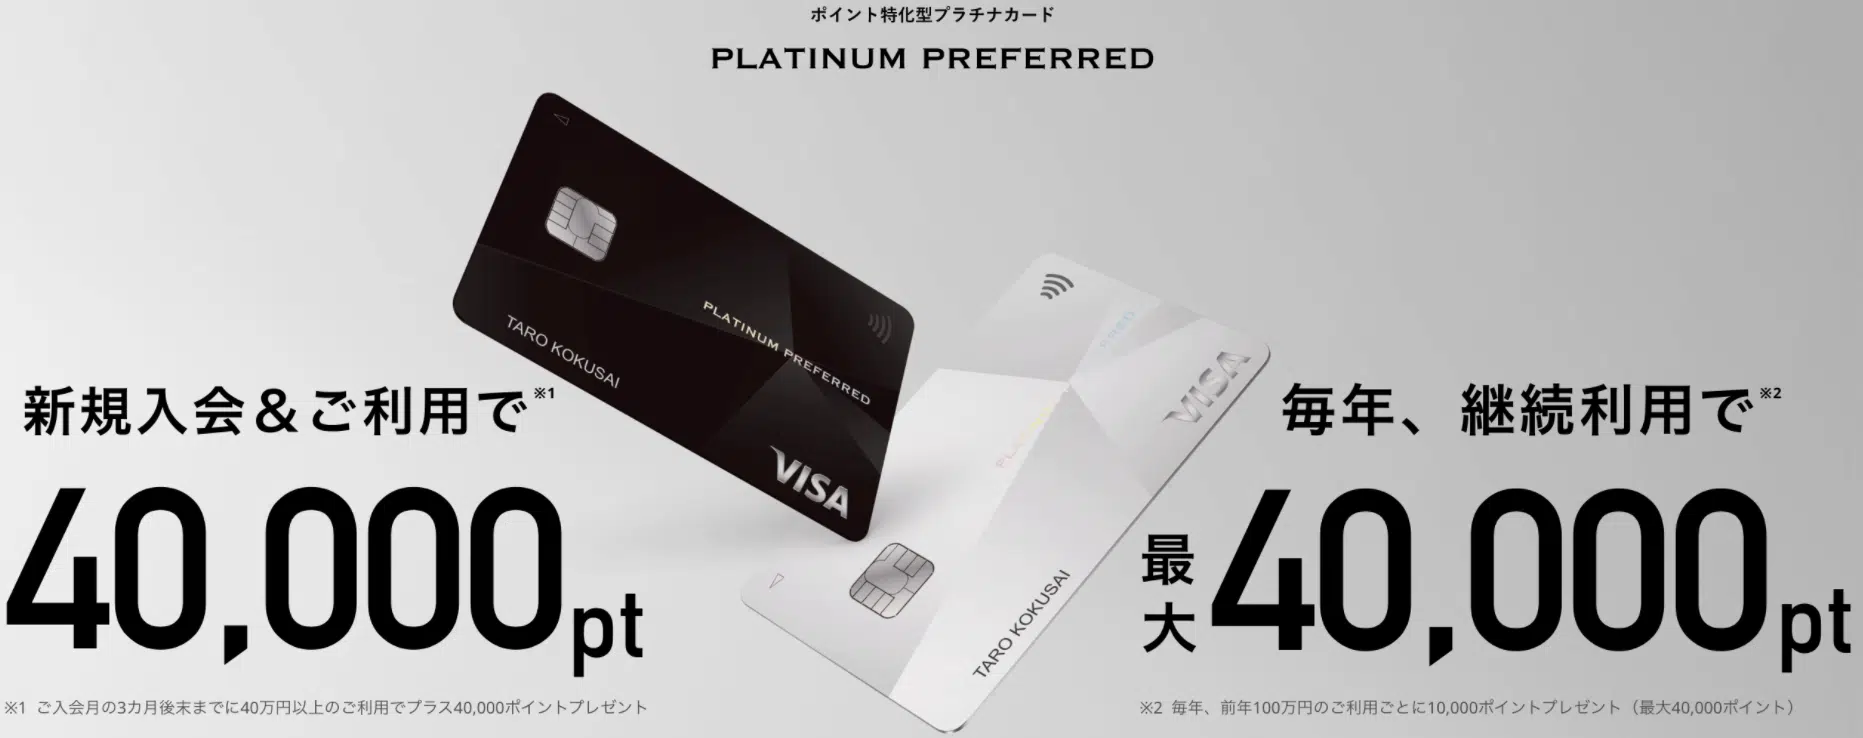 ポイント特化型プラチナカード
PLATINUM PREFERRED
TARO KOKUSAI
PLATINUM PREFERRED
VISA
VISA
TARO KOKUSAI
新規入会&ご利用で※1
40,000pt
※1 ご入会月の3カ月後末までに40万円以上のご利用でプラス40,000ポイントプレゼント
毎年、継続利用で※2
最大40,000pt
※2 毎年、前年100万円のご利用ごとに10,000ポイントプレゼント（最大40,000ポイント）